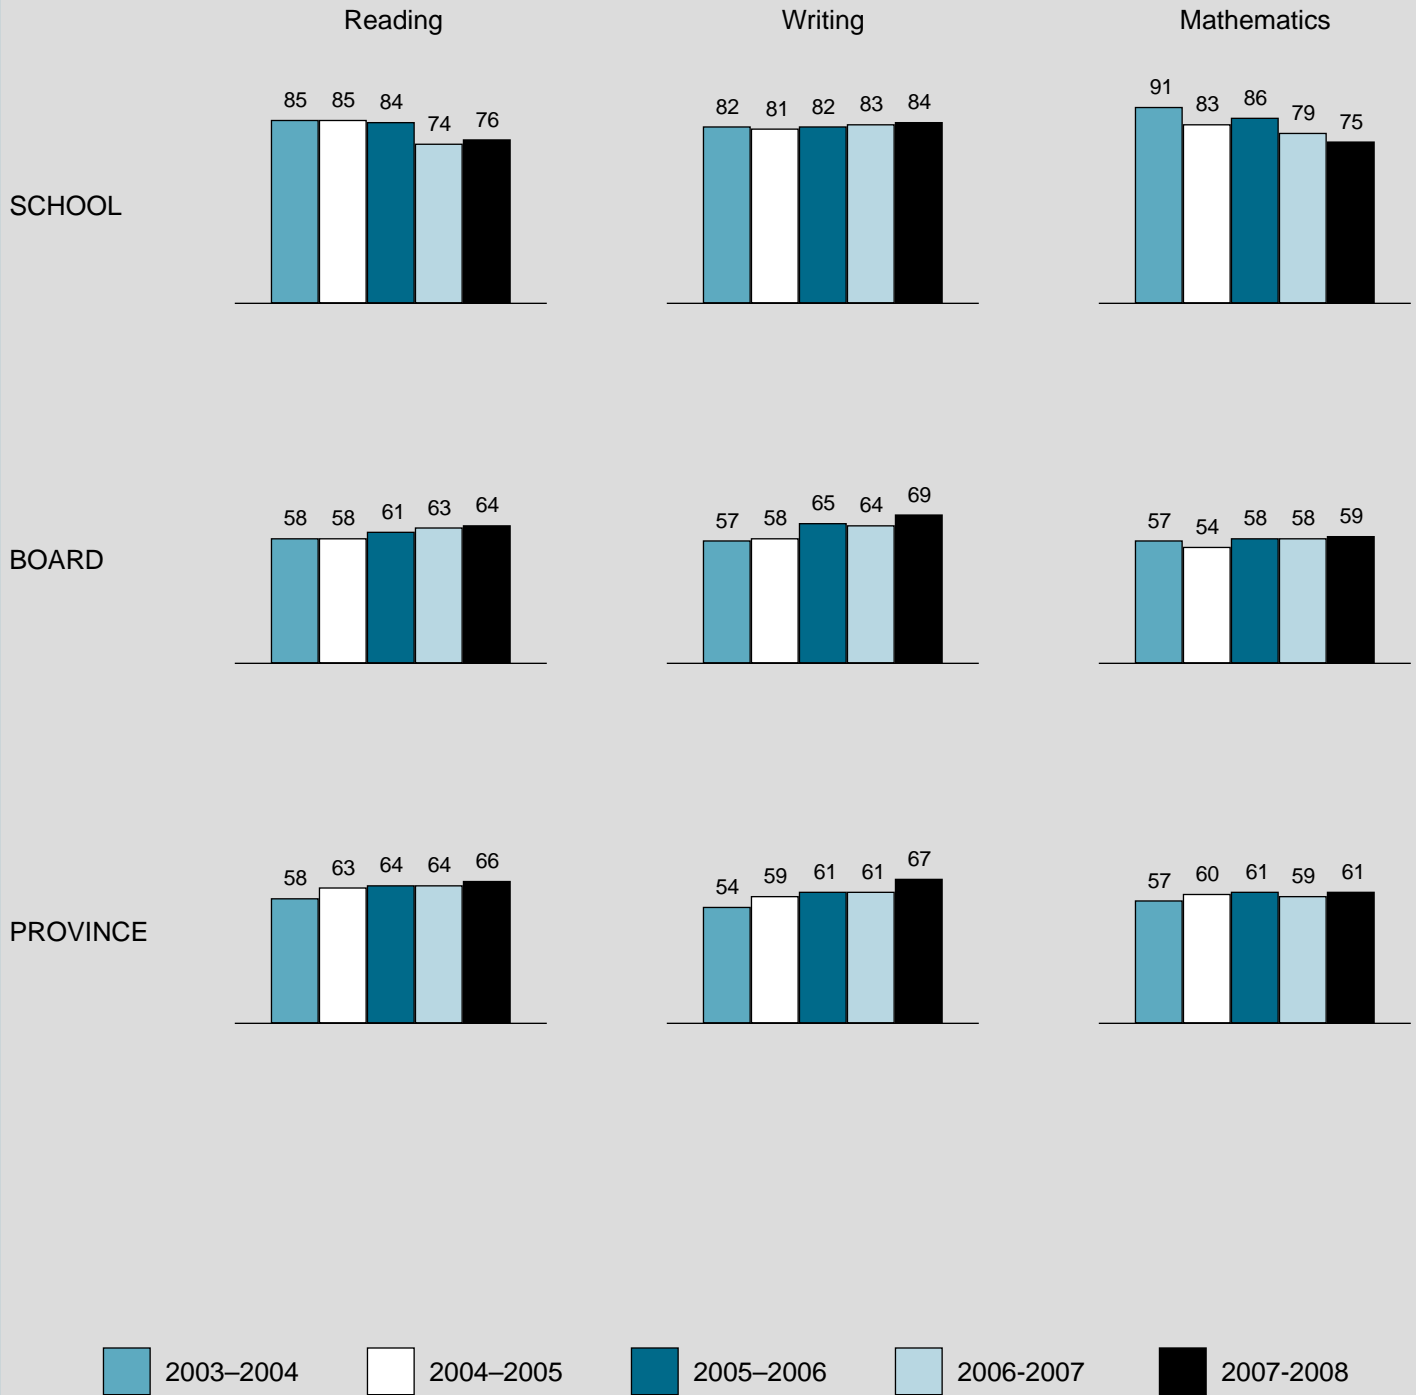 Reading Writing Mathematics
85 85 84 74 76 82 81 82 83 84 91 83 86 79 75
SCHOOL
58 58 61 63 64 57 58 65 64 69 57 54 58 58 59
BOARD
58 63 64 64 66 54 59 61 61 67 57 60 61 59 61
PROVINCE
2003–2004 2004–2005 2005–2006 2006-2007 2007-2008